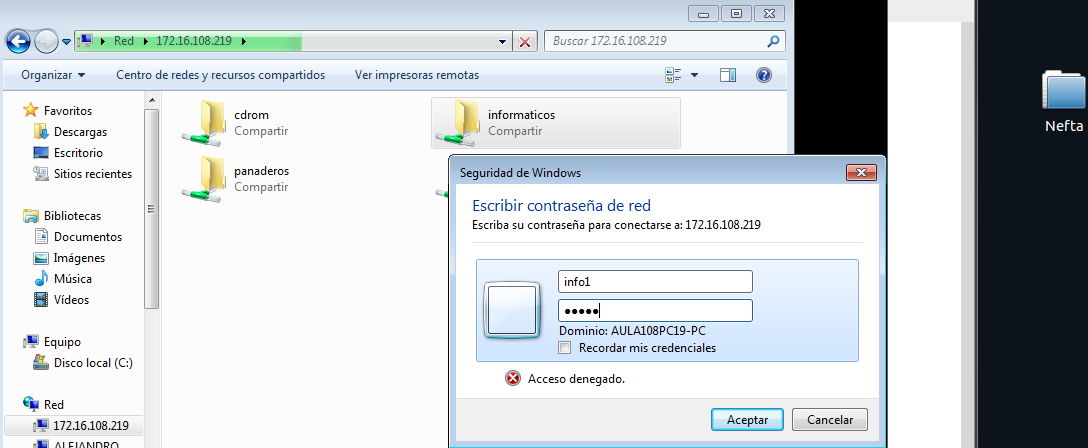 Red ▸ 172.16.108.219 ▸
Buscar 172.16.108.219
Organizar
Centro de redes y recursos compartidos
Ver impresoras remotas
Favoritos
Descargas
Escritorio
Sitios recientes
Bibliotecas
Documentos
Imágenes
Música
Vídeos
Equipo
Disco local (C:)
Red
172.16.108.219
ALEJANDRO
cdrom
Compartir
informaticos
Compartir
panaderos
Compartir
Seguridad de Windows
Escribir contraseña de red
Escriba su contraseña para conectarse a: 172.16.108.219
info1
●●●●●
Dominio: AULA108PC19-PC
Recordar mis credenciales
Acceso denegado.
Aceptar
Cancelar
Nefta